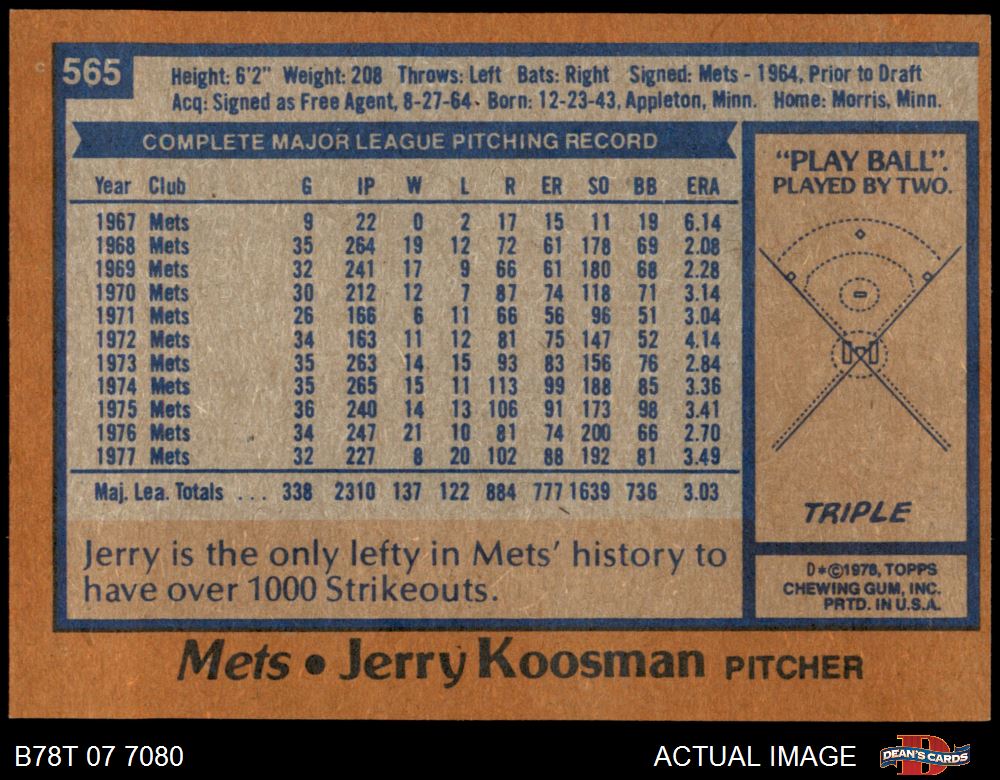 565
Height: 6'2" Weight: 208 Throws: Left Bats: Right Signed: Mets - 1964, Prior to Draft
Acq: Signed as Free Agent, 8-27-64 - Born: 12-23-43, Appleton, Minn. Home: Morris, Minn.
COMPLETE MAJOR LEAGUE PITCHING RECORD
Year Club G IP W L R ER SO BB ERA
1967 Mets 9 22 0 2 17 15 11 19 6.14
1968 Mets 35 264 19 12 72 61 178 69 2.08
1969 Mets 32 241 17 9 66 61 180 68 2.28
1970 Mets 30 212 12 7 87 74 118 71 3.14
1971 Mets 26 166 6 11 66 56 96 51 3.04
1972 Mets 34 163 11 12 81 75 147 52 4.14
1973 Mets 35 263 14 15 93 83 156 76 2.84
1974 Mets 35 265 15 11 113 99 188 85 3.36
1975 Mets 36 240 14 13 106 91 173 98 3.41
1976 Mets 34 247 21 10 81 74 200 66 2.70
1977 Mets 32 227 8 20 102 88 192 81 3.49
Maj. Lea. Totals ... 338 2310 137 122 884 777 1639 736 3.03
Jerry is the only lefty in Mets' history to
have over 1000 Strikeouts.
"PLAY BALL".
PLAYED BY TWO.
TRIPLE
D*©1978, TOPPS
CHEWING GUM, INC.
PRTD. IN U.S.A.
Mets • Jerry Koosman PITCHER
B78T 07 7080
ACTUAL IMAGE
DEAN'S CARDS